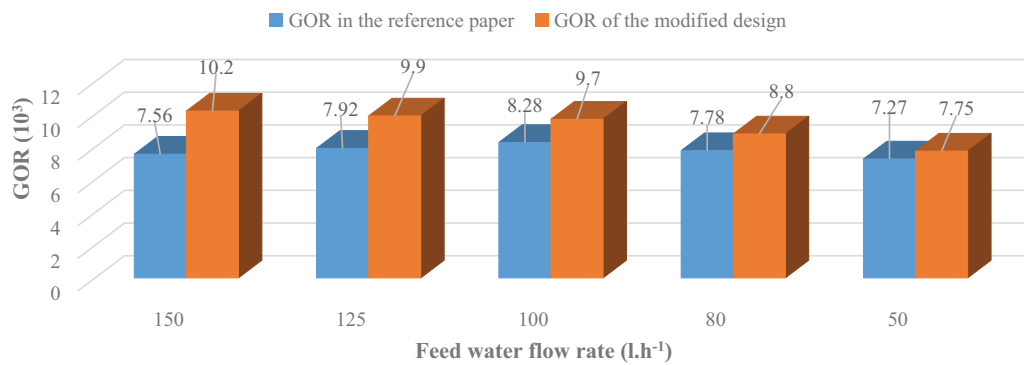 GOR in the reference paper GOR of the modified design
10.2 9.9 9.7 8.8
7.56 7.92 8.28 7.78 7.27 7.75
12
10
8
6
4
2
0
GOR (10³)
150 125 100 80 50
Feed water flow rate (l.h⁻¹)